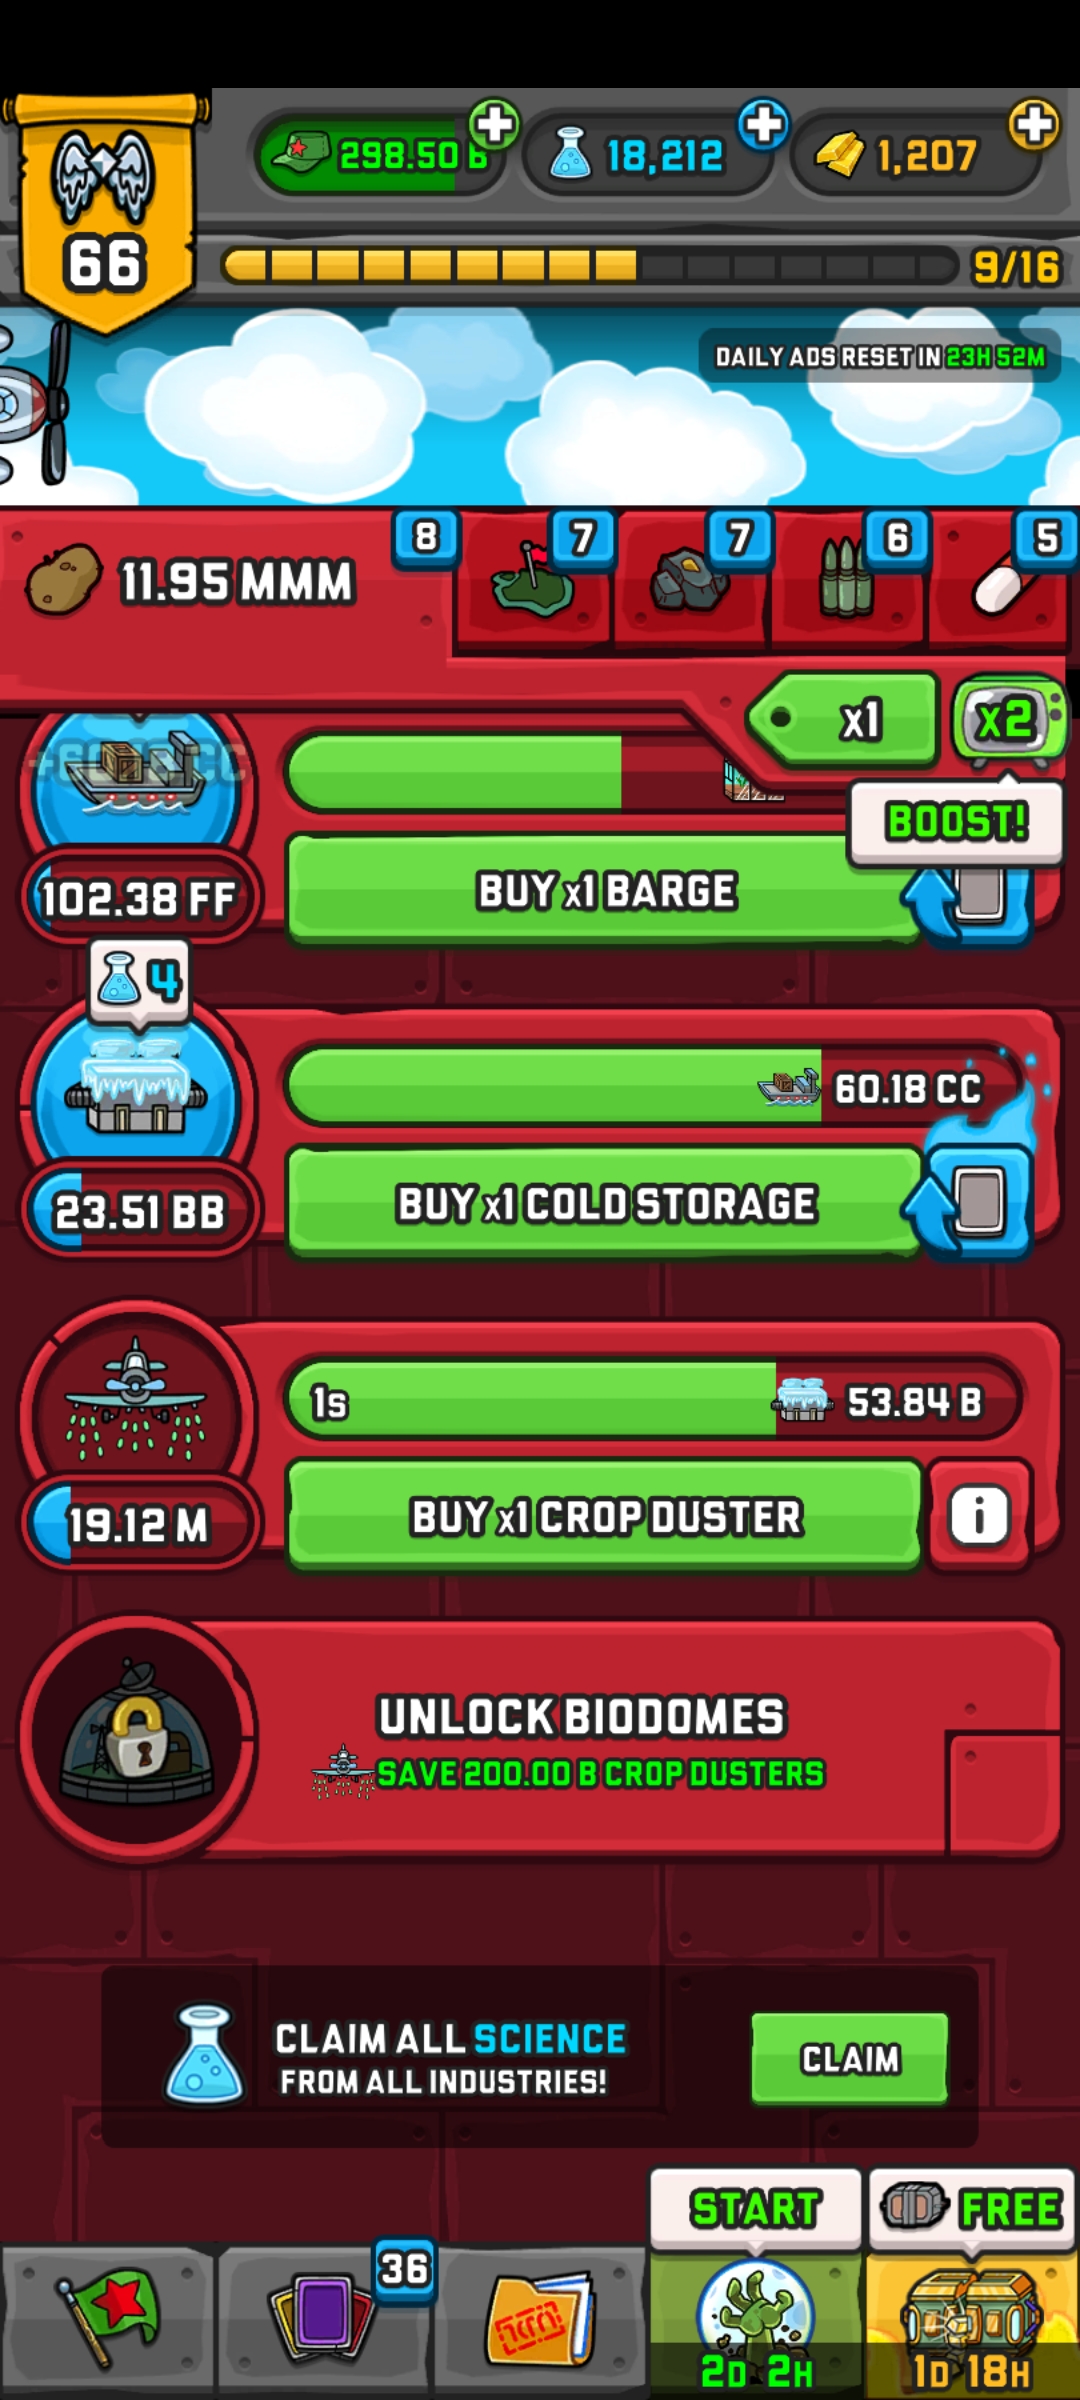 298.50 B
18,212
1,207
66
9/16
DAILY ADS RESET IN 23H 52M
11.95 MMM
8
7
7
6
5
x1
x2
BOOST!
102.38 FF
BUY x1 BARGE
4
60.18 CC
23.51 BB
BUY x1 COLD STORAGE
1s
53.84 B
19.12 M
BUY x1 CROP DUSTER
i
UNLOCK BIODOMES
SAVE 200.00 B CROP DUSTERS
CLAIM ALL SCIENCE
FROM ALL INDUSTRIES!
CLAIM
START
FREE
36
2D 2H
1D 18H